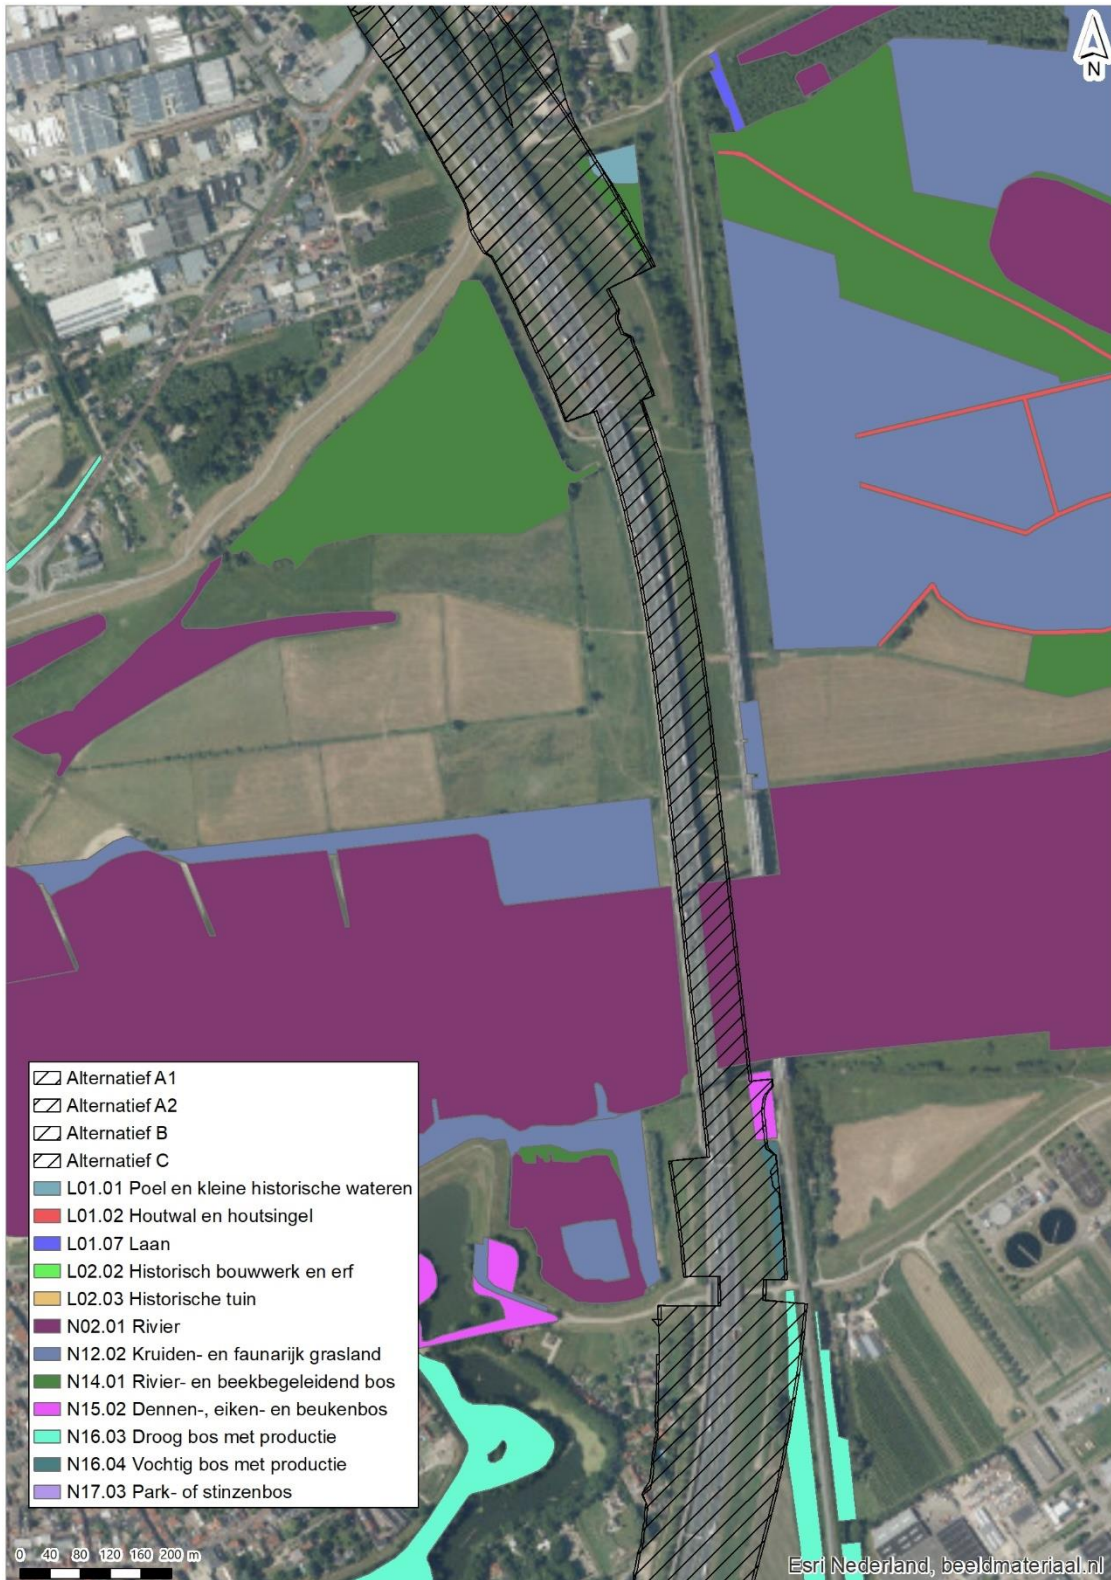 N
Alternatief A1
Alternatief A2
Alternatief B
Alternatief C
L01.01 Poel en kleine historische wateren
L01.02 Houtwal en houtsingel
L01.07 Laan
L02.02 Historisch bouwwerk en erf
L02.03 Historische tuin
N02.01 Rivier
N12.02 Kruiden- en faunarijk grasland
N14.01 Rivier- en beekbegeleidend bos
N15.02 Dennen-, eiken- en beukenbos
N16.03 Droog bos met productie
N16.04 Vochtig bos met productie
N17.03 Park- of stinzenbos
0 40 80 120 160 200 m
Esri Nederland, beeldmateriaal.nl